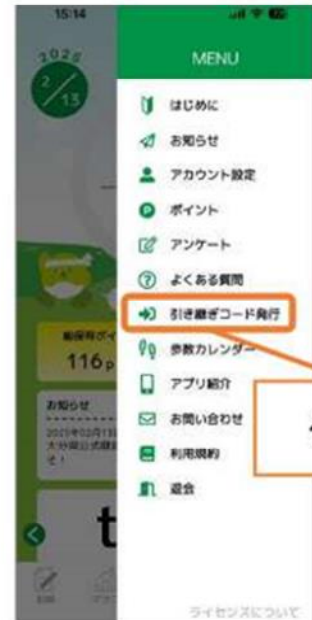 15:14
2025
2/13
MENU
はじめに
お知らせ
アカウント設定
ポイント
アンケート
よくある質問
引き継ぎコード発行
歩数カレンダー
アプリ紹介
お問い合わせ
利用規約
退会
116p
お知らせ
ライセンスについて